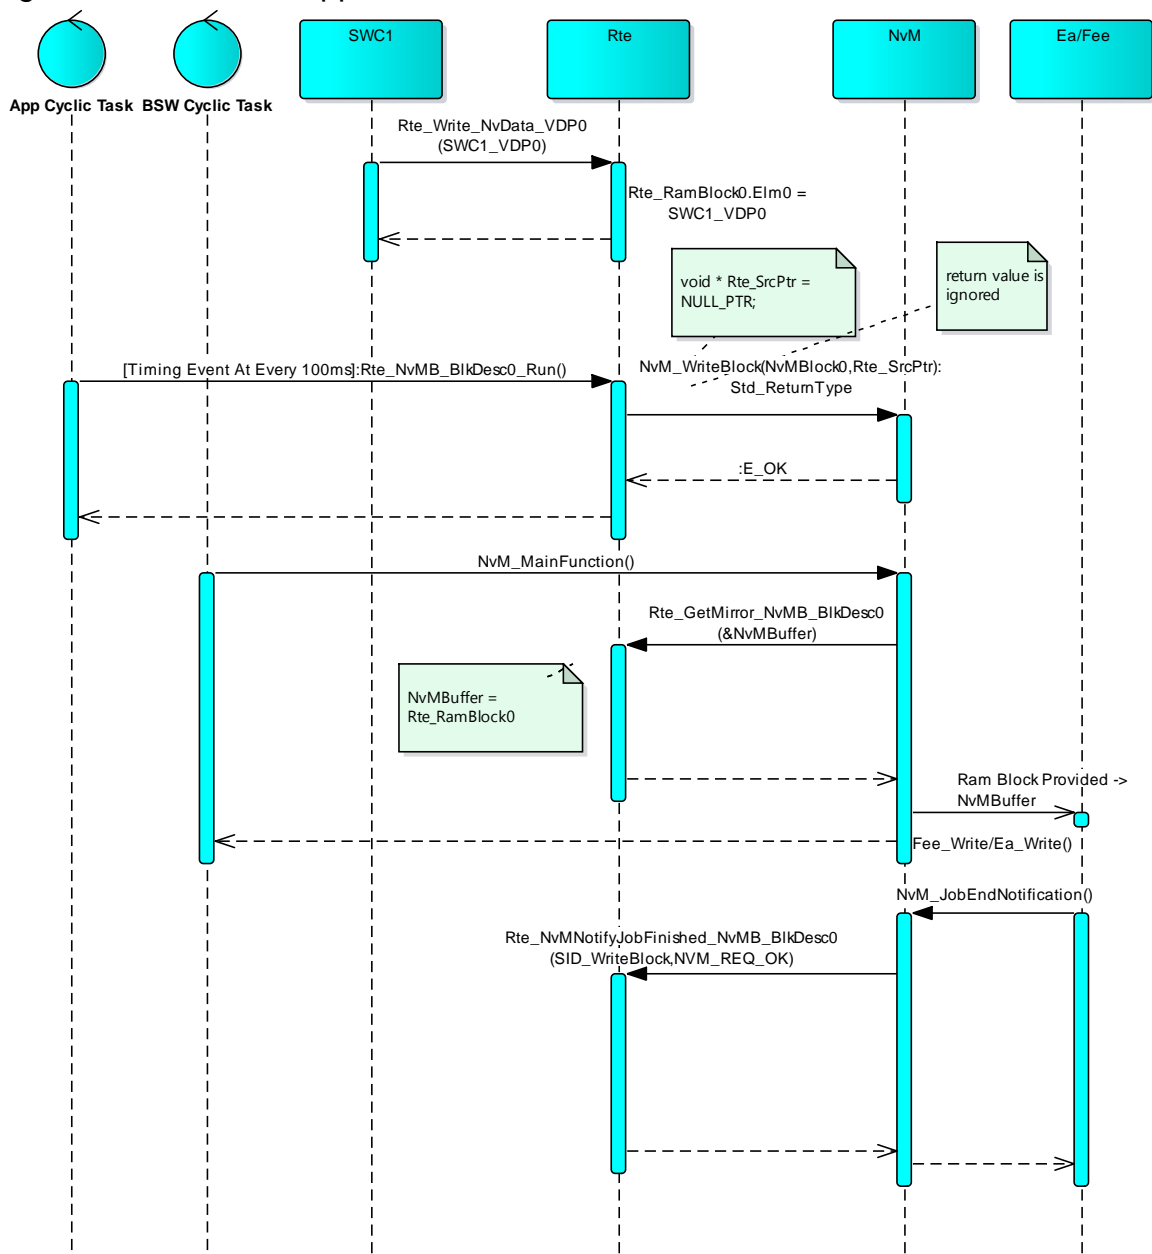 SWC1
Rte
NvM
Ea/Fee
App Cyclic Task
BSW Cyclic Task
Rte_Write_NvData_VDP0
(SWC1_VDP0)
Rte_RamBlock0.Elm0 =
SWC1_VDP0
void * Rte_SrcPtr =
NULL_PTR;
return value is
ignored
[Timing Event At Every 100ms]:Rte_NvMB_BlkDesc0_Run()
NvM_WriteBlock(NvMBlock0,Rte_SrcPtr):
Std_ReturnType
:E_OK
NvM_MainFunction()
Rte_GetMirror_NvMB_BlkDesc0
(&NvMBuffer)
NvMBuffer =
Rte_RamBlock0
Ram Block Provided ->
NvMBuffer
Fee_Write/Ea_Write()
NvM_JobEndNotification()
Rte_NvMNotifyJobFinished_NvMB_BlkDesc0
(SID_WriteBlock,NVM_REQ_OK)